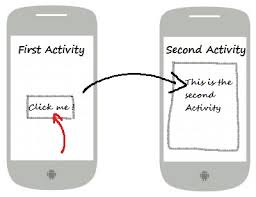 First Activity
Click me !
Second Activity
This is the
second
Activity